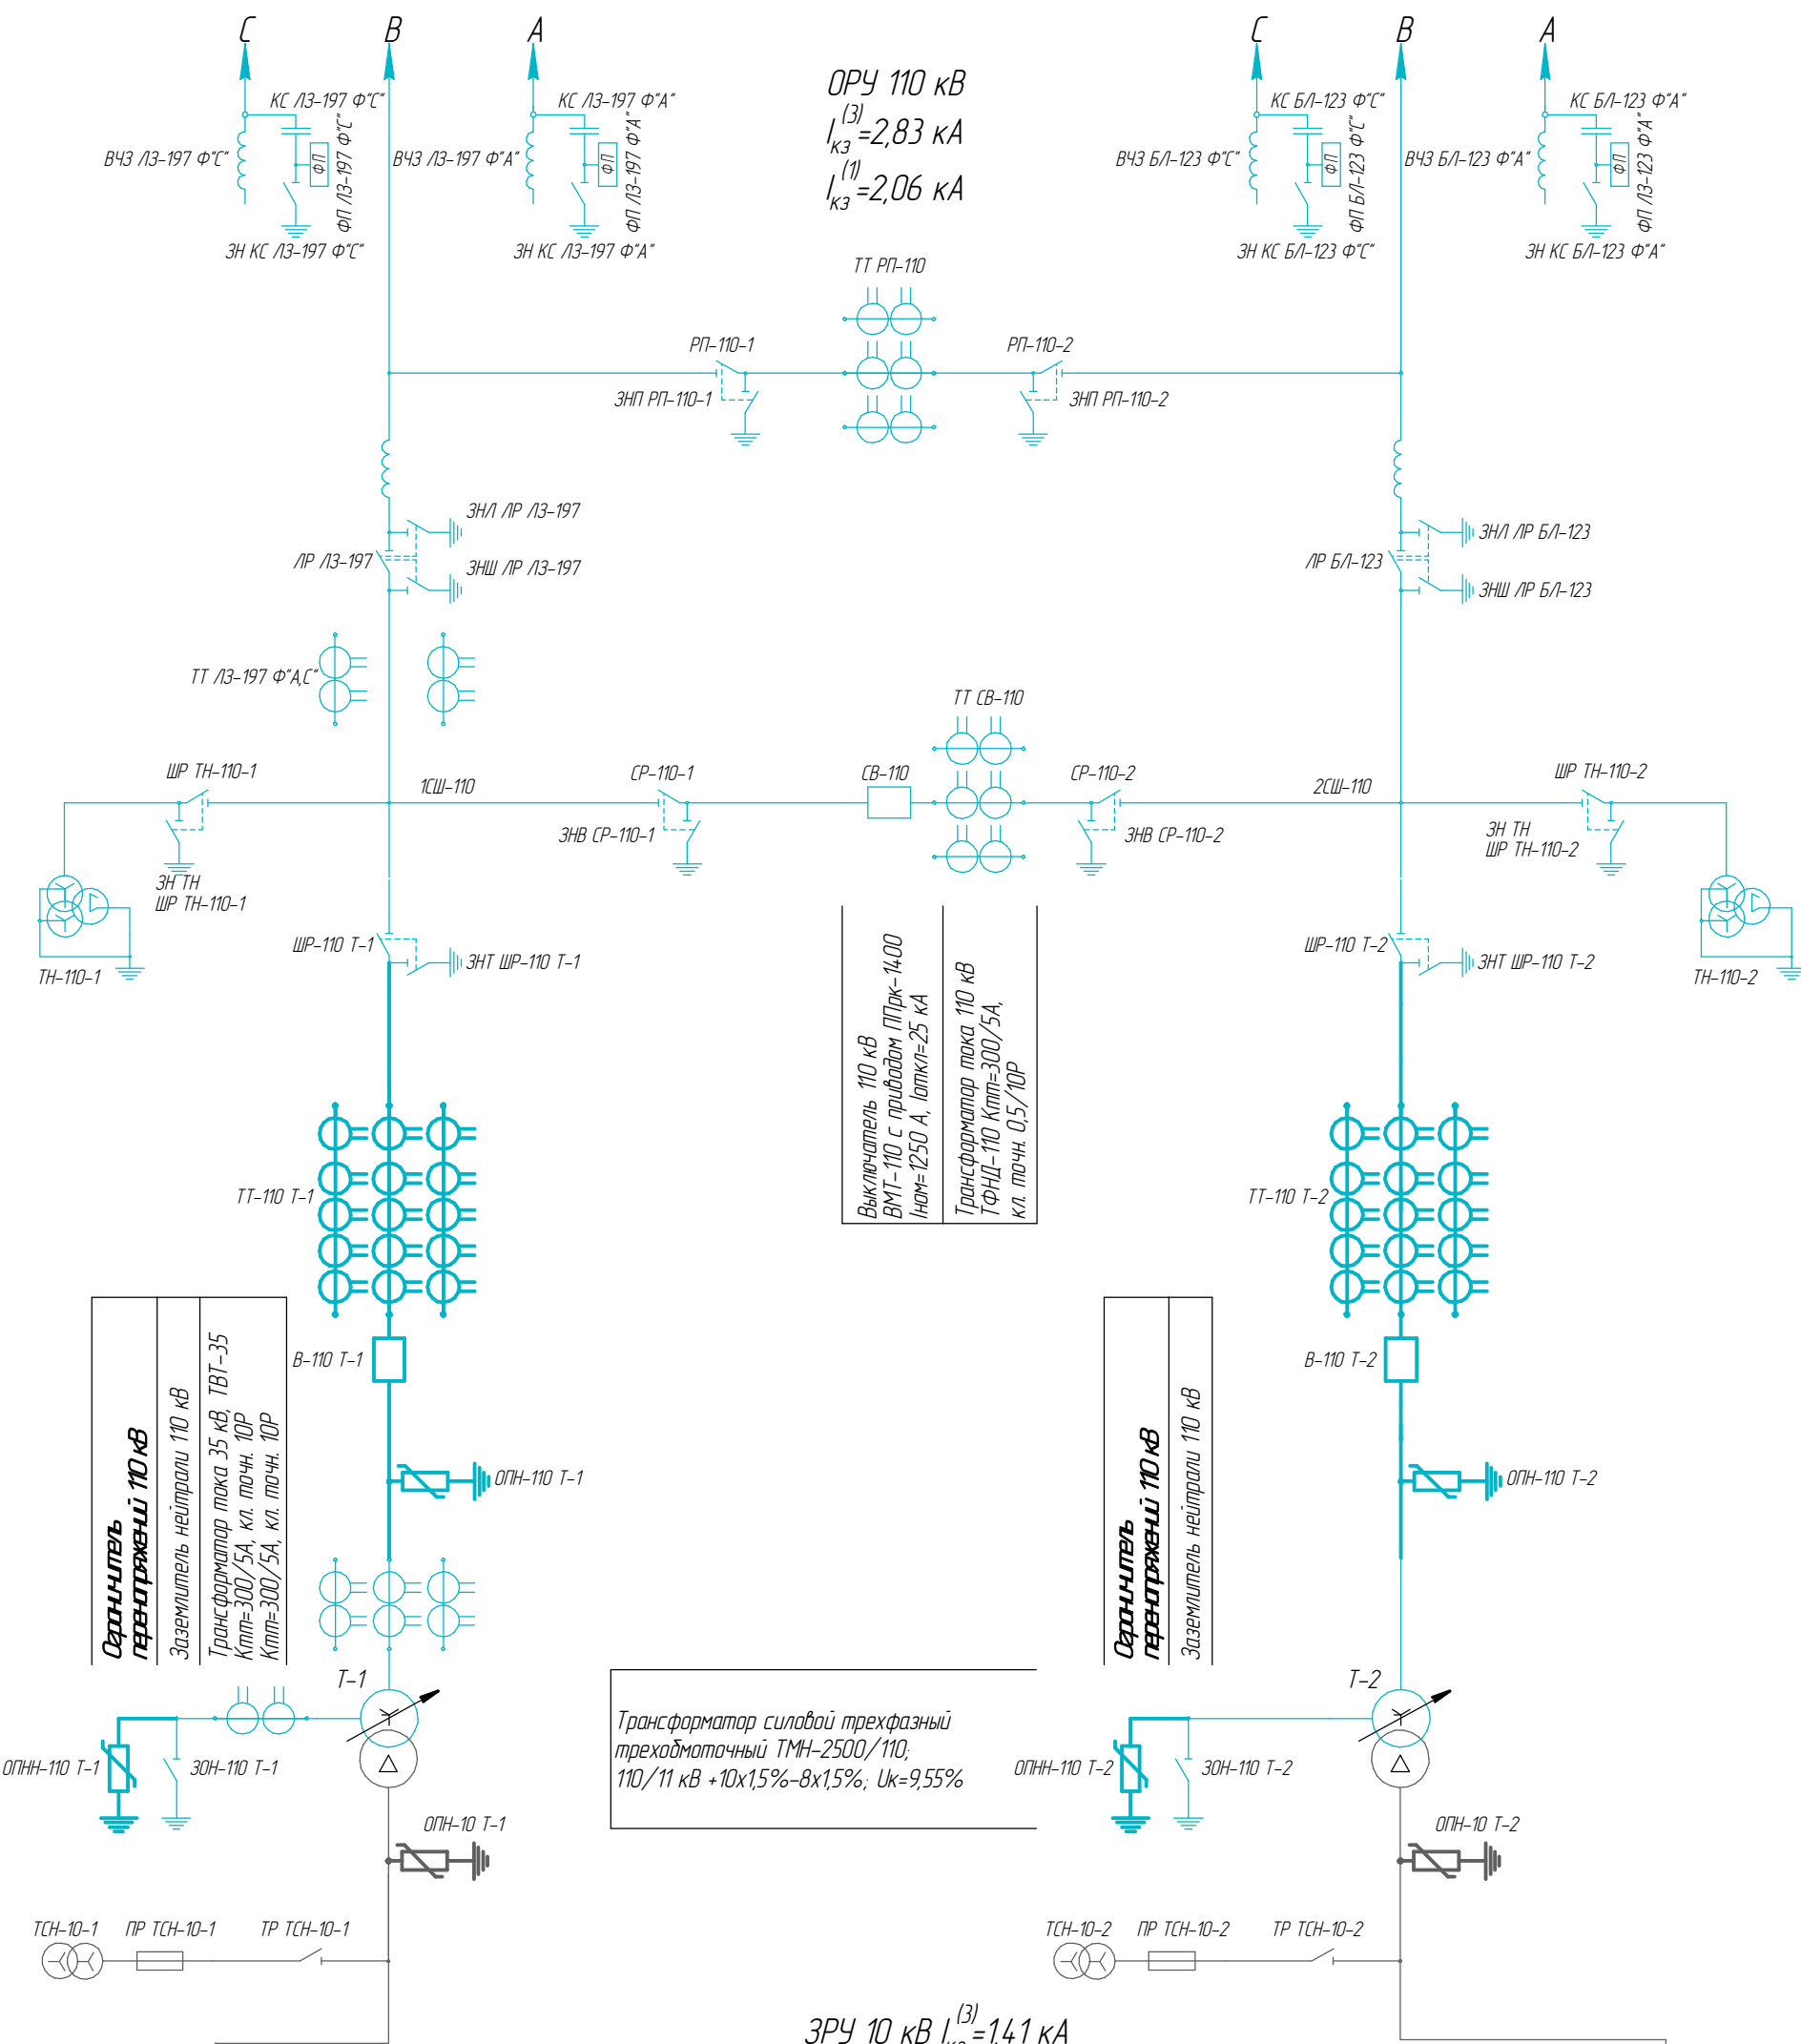 C
B
A
C
B
A
ОРУ 110 кВ
Iкз(3)=2,83 кА
Iкз(1)=2,06 кА
КС ЛЗ-197 Ф"С"
ВЧЗ ЛЗ-197 Ф"С"
ФП
ФП ЛЗ-197 Ф"С"
ЗН КС ЛЗ-197 Ф"С"
КС ЛЗ-197 Ф"А"
ВЧЗ ЛЗ-197 Ф"А"
ФП
ФП ЛЗ-197 Ф"А"
ЗН КС ЛЗ-197 Ф"А"
КС БЛ-123 Ф"С"
ВЧЗ БЛ-123 Ф"С"
ФП
ФП БЛ-123 Ф"С"
ЗН КС БЛ-123 Ф"С"
КС БЛ-123 Ф"А"
ВЧЗ БЛ-123 Ф"А"
ФП
ФП ЛЗ-123 Ф"А"
ЗН КС БЛ-123 Ф"А"
ТТ РП-110
РП-110-1
РП-110-2
ЗНП РП-110-1
ЗНП РП-110-2
ЗНЛ ЛР ЛЗ-197
ЛР ЛЗ-197
ЗНШ ЛР ЛЗ-197
ЗНЛ ЛР БЛ-123
ЛР БЛ-123
ЗНШ ЛР БЛ-123
ТТ ЛЗ-197 Ф"А,С"
ТТ СВ-110
ШР ТН-110-1
1СШ-110
СР-110-1
СВ-110
СР-110-2
2СШ-110
ШР ТН-110-2
ЗНВ СР-110-1
ЗНВ СР-110-2
ЗН ТН
ШР ТН-110-1
ЗН ТН
ШР ТН-110-2
ТН-110-1
ТН-110-2
ШР-110 Т-1
ЗНТ ШР-110 Т-1
ШР-110 Т-2
ЗНТ ШР-110 Т-2
Выключатель 110 кВ
ВМТ-110 с приводом ППрк-1400
Iном=1250 А, Iоткл=25 кА
Трансформатор тока 110 кВ
ТФНД-110 Ктт=300/5А,
кл. точн. 0,5/10Р
ТТ-110 Т-1
ТТ-110 Т-2
В-110 Т-1
В-110 Т-2
Ограничитель
перенапряжений 110 кВ
Заземлитель нейтрали 110 кВ
Трансформатор тока 35 кВ, ТВТ-35
Ктт=300/5А, кл. точн. 10Р
Ктт=300/5А, кл. точн. 10Р
Ограничитель
перенапряжений 110 кВ
Заземлитель нейтрали 110 кВ
ОПН-110 Т-1
ОПН-110 Т-2
Т-1
Т-2
Трансформатор силовой трехфазный
трехобмоточный ТМН-2500/110;
110/11 кВ +10х1,5%-8х1,5%; Uк=9,55%
ОПНН-110 Т-1
ЗОН-110 Т-1
ОПНН-110 Т-2
ЗОН-110 Т-2
ОПН-10 Т-1
ОПН-10 Т-2
ТСН-10-1
ПР ТСН-10-1
ТР ТСН-10-1
ТСН-10-2
ПР ТСН-10-2
ТР ТСН-10-2
ЗРУ 10 кВ Iкз(3)=1,41 кА